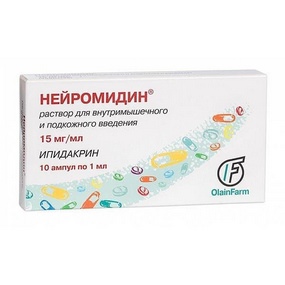 НЕЙРОМИДИН®
раствор для внутримышечного
и подкожного введения
15 мг/мл
ИПИДАКРИН
10 ампул по 1 мл
OlainFarm